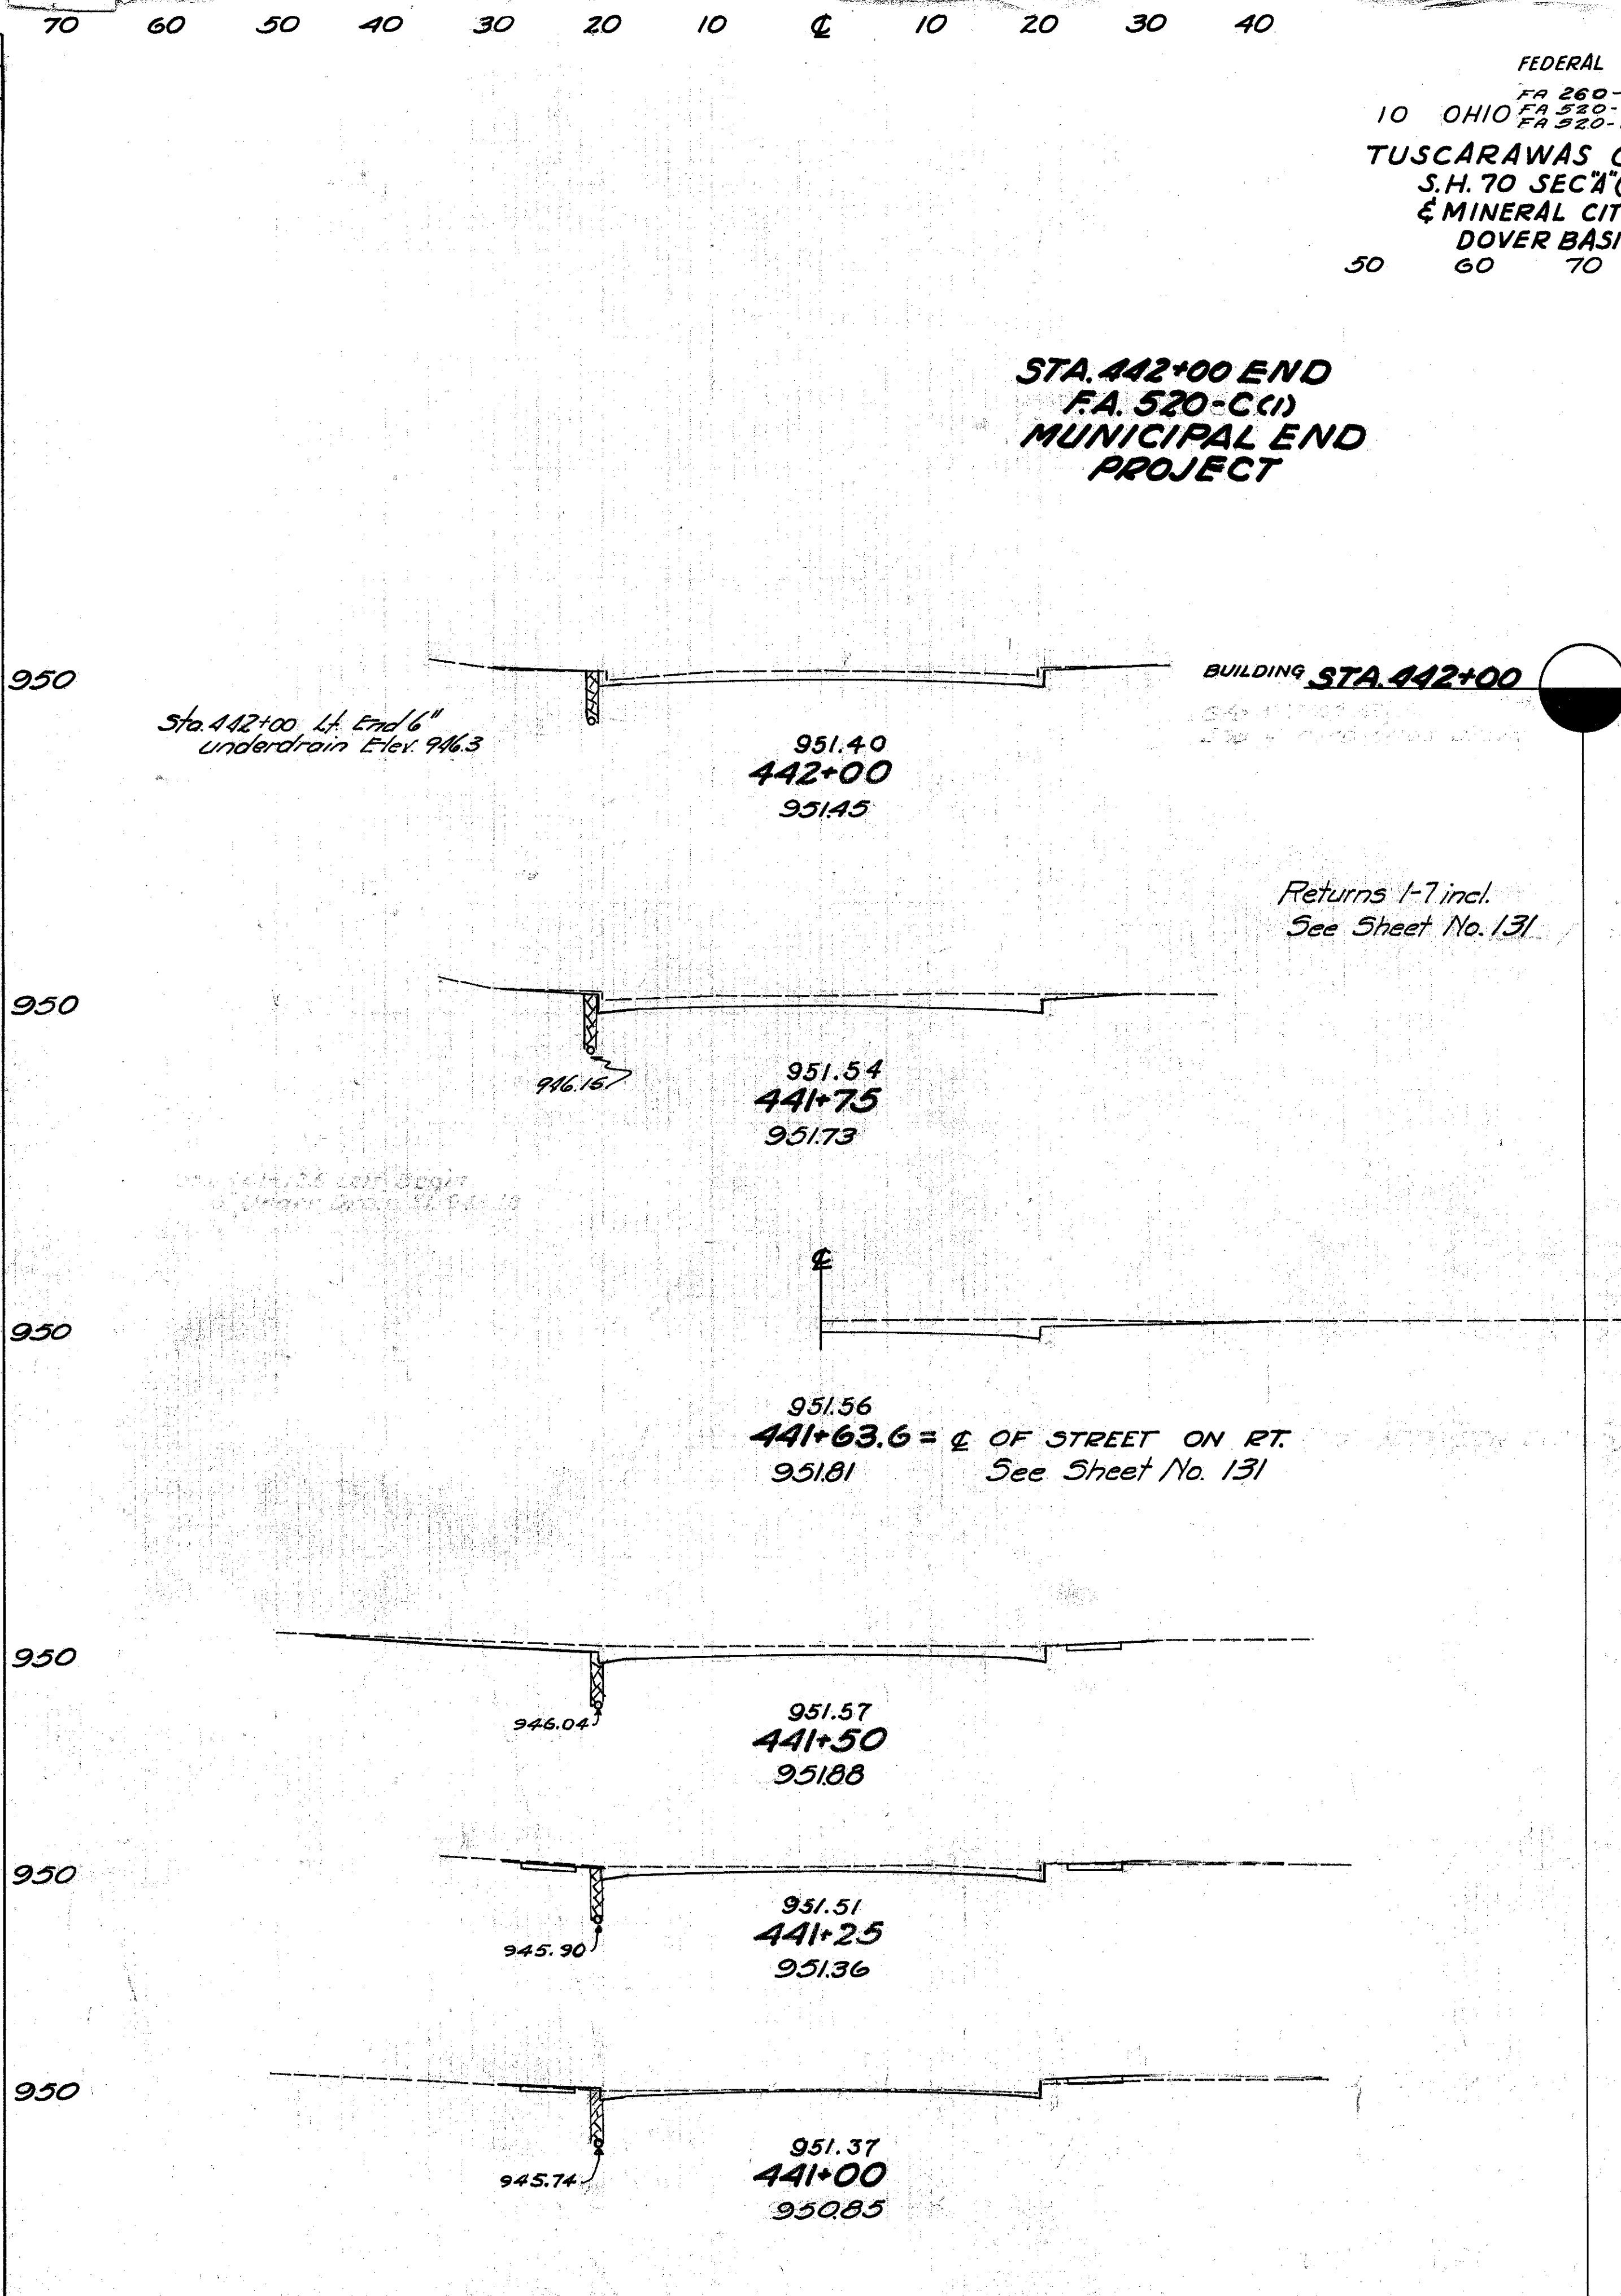 70 60 50 40 30 20 10 ℄ 10 20 30 40
FEDERAL
FA 260-
10 OHIO FA 520-
FA 520-
TUSCARAWAS C
S.H. 70 SEC "A" (
& MINERAL CIT
DOVER BASI
50 60 70
STA. 442+00 END
F.A. 520-C(1)
MUNICIPAL END
PROJECT
950
BUILDING STA. 442+00
Sta. 442+00 Lt. End 6"
underdrain Elev. 946.3
951.40
442+00
951.45
Returns 1-7 incl.
See Sheet No. 131
950
946.15
951.54
441+75
951.73
℄
950
951.56
441+63.6 = ℄ OF STREET ON RT.
951.81 See Sheet No. 131
950
946.04
951.57
441+50
951.88
950
945.90
951.51
441+25
951.36
950
945.74
951.37
441+00
950.85